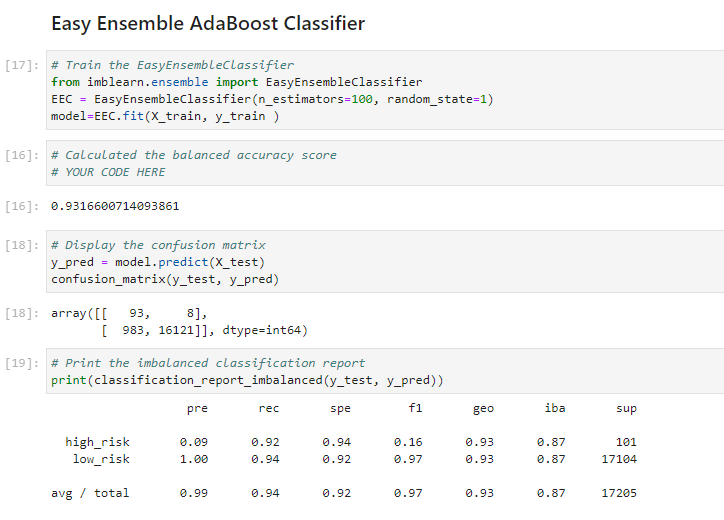 Easy Ensemble AdaBoost Classifier
[17]: # Train the EasyEnsembleClassifier
from imblearn.ensemble import EasyEnsembleClassifier
EEC = EasyEnsembleClassifier(n_estimators=100, random_state=1)
model=EEC.fit(X_train, y_train )
[16]: # Calculated the balanced accuracy score
# YOUR CODE HERE
[16]: 0.9316600714093861
[18]: # Display the confusion matrix
y_pred = model.predict(X_test)
confusion_matrix(y_test, y_pred)
[18]: array([[   93,     8],
       [  983, 16121]], dtype=int64)
[19]: # Print the imbalanced classification report
print(classification_report_imbalanced(y_test, y_pred))
pre rec spe f1 geo iba sup
high_risk 0.09 0.92 0.94 0.16 0.93 0.87 101
low_risk 1.00 0.94 0.92 0.97 0.93 0.87 17104
avg / total 0.99 0.94 0.92 0.97 0.93 0.87 17205